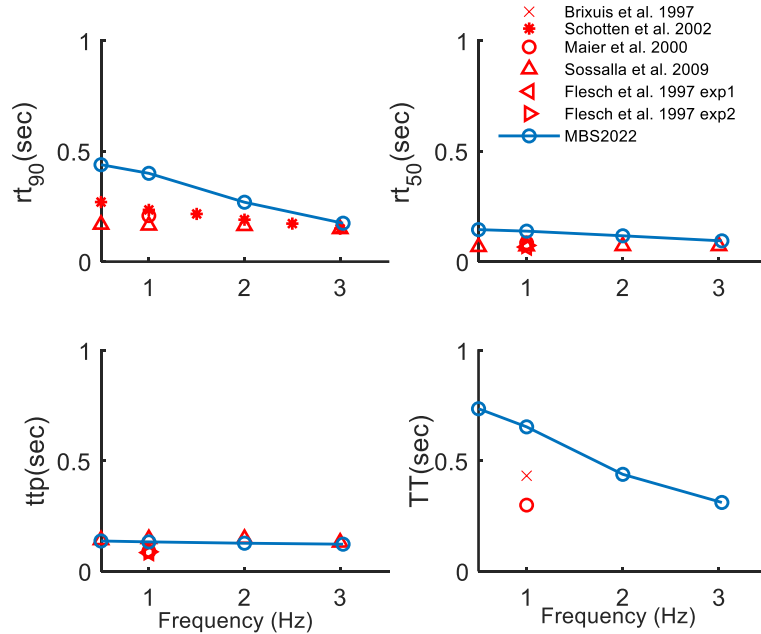 Brixuis et al. 1997
Schotten et al. 2002
Maier et al. 2000
Sossalla et al. 2009
Flesch et al. 1997 exp1
Flesch et al. 1997 exp2
MBS2022
1
0.5
0
rt90(sec)
1 2 3
1
0.5
0
rt50(sec)
1 2 3
1
0.5
0
ttp(sec)
1 2 3
Frequency (Hz)
1
0.5
0
TT(sec)
1 2 3
Frequency (Hz)